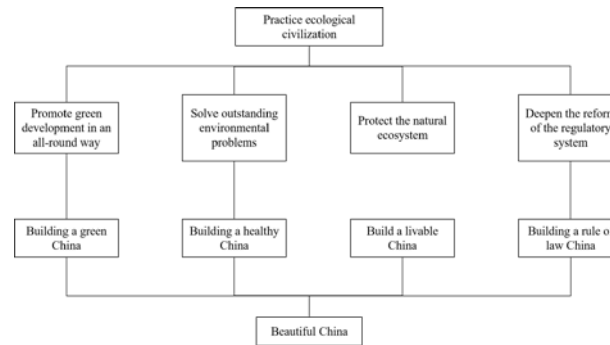 Practice ecological
civilization
Promote green
development in an
all-round way
Solve outstanding
environmental
problems
Protect the natural
ecosystem
Deepen the reform
of the regulatory
system
Building a green
China
Building a healthy
China
Build a livable
China
Building a rule of
law China
Beautiful China